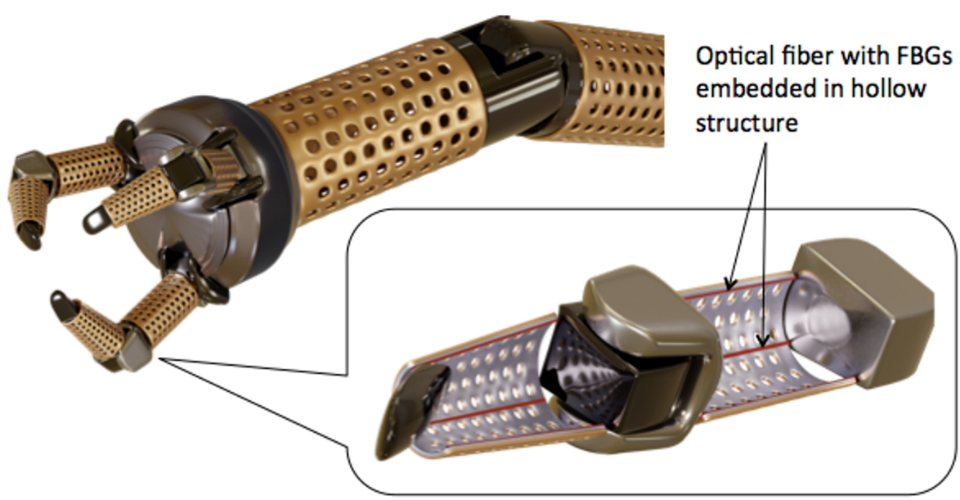 Optical fiber with FBGs
embedded in hollow
structure